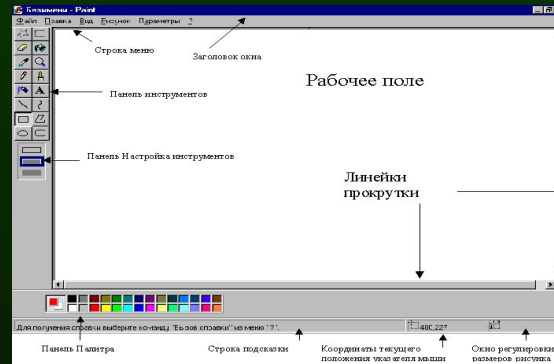 Безимени - Paint
Файл Правка Вид Рисунок Параметры ?
Строка меню
Заголовок окна
Рабочее поле
Панель инструментов
Панель Настройка инструментов
Линейки
прокрутки
Для получения справки выберите команду "Вызов справки" из меню "?".
400,227
Панель Палитра
Строка подсказки
Координаты текущего
положения указателя мыши
Окно регулировки
размеров рисунка